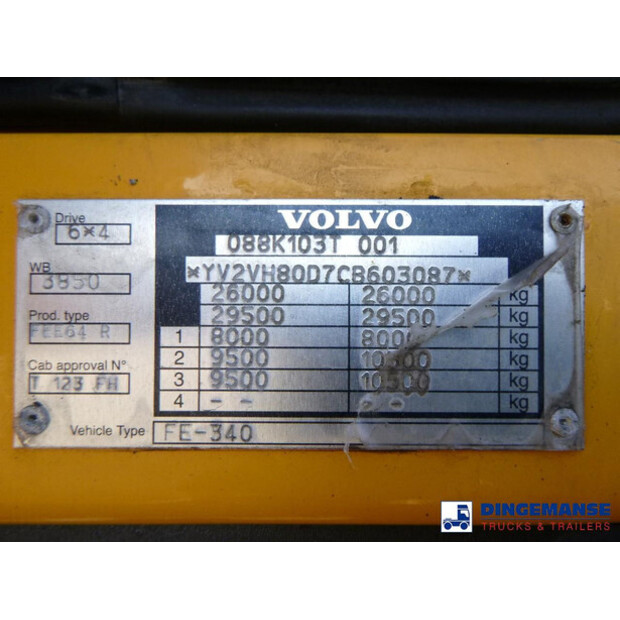 VOLVO
Drive
6*4
088K103T 001
WB
3850
*YV2VH80D7CB603087*
26000 26000 kg
29500 29500 kg
Prod. type
FEE64 R
1 8000 8000 kg
Cab approval N°
T 123 FH
2 9500 10500 kg
3 9500 10500 kg
4 - - - kg
Vehicle Type FE-340
DINGEMANSE
TRUCKS & TRAILERS